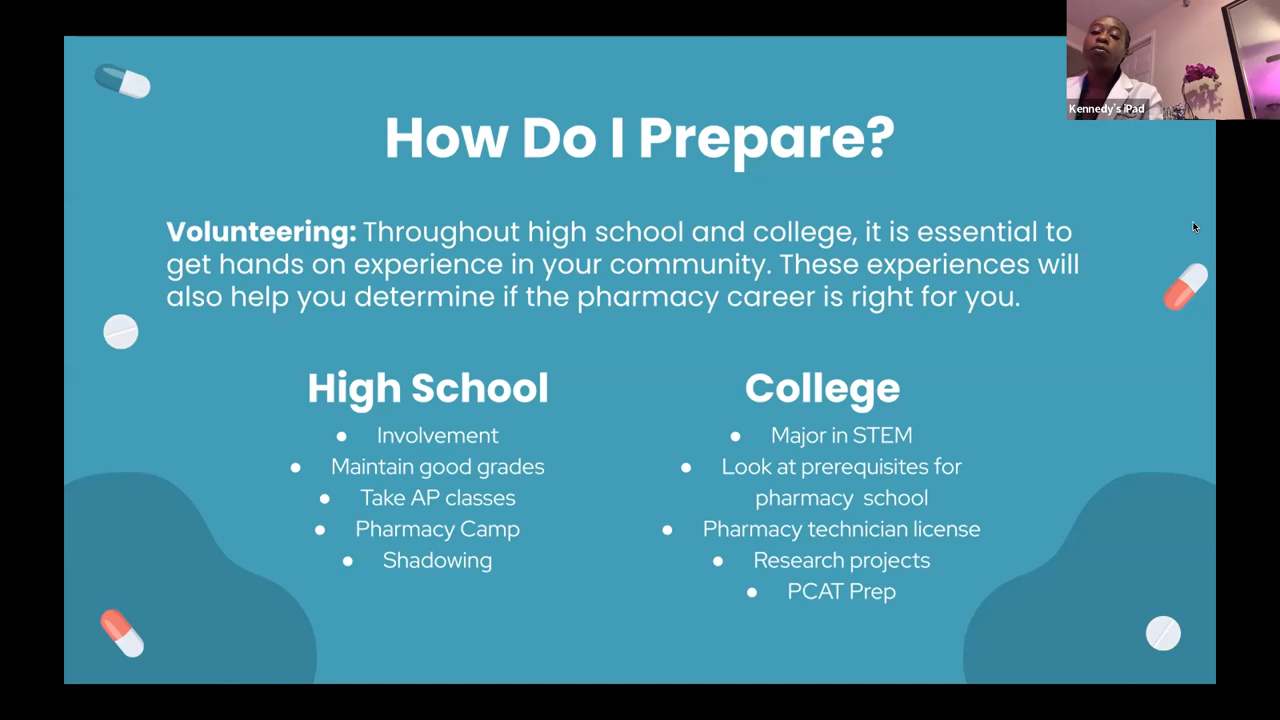 Kennedy's iPad
How Do I Prepare?
Volunteering: Throughout high school and college, it is essential to
get hands on experience in your community. These experiences will
also help you determine if the pharmacy career is right for you.
High School
● Involvement
● Maintain good grades
● Take AP classes
● Pharmacy Camp
● Shadowing
College
● Major in STEM
● Look at prerequisites for
pharmacy school
● Pharmacy technician license
● Research projects
● PCAT Prep